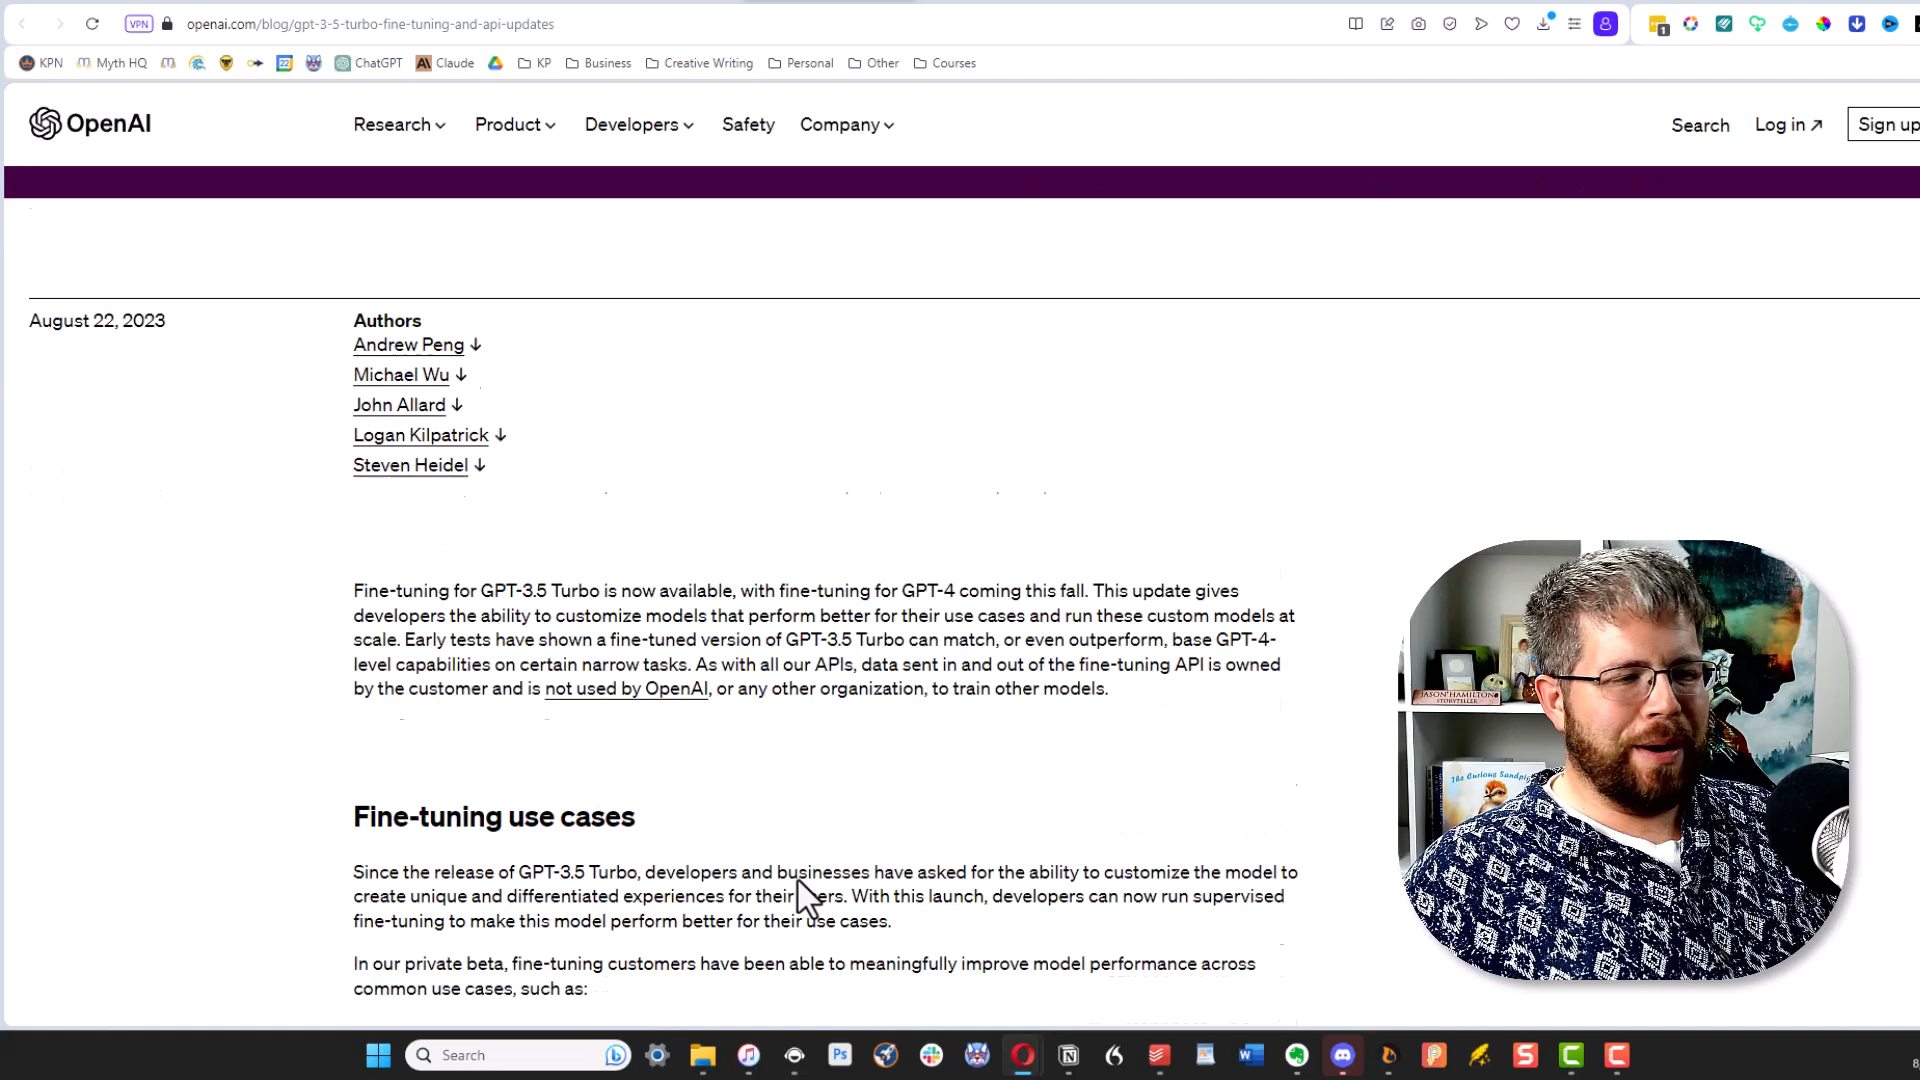 VPN openai.com/blog/gpt-3-5-turbo-fine-tuning-and-api-updates
1
KPN Myth HQ 22 ChatGPT Claude KP Business Creative Writing Personal Other Courses
OpenAI Research Product Developers Safety Company Search Log in ↗ Sign up
August 22, 2023
Authors
Andrew Peng ↓
Michael Wu ↓
John Allard ↓
Logan Kilpatrick ↓
Steven Heidel ↓
Fine-tuning for GPT-3.5 Turbo is now available, with fine-tuning for GPT-4 coming this fall. This update gives
developers the ability to customize models that perform better for their use cases and run these custom models at
scale. Early tests have shown a fine-tuned version of GPT-3.5 Turbo can match, or even outperform, base GPT-4-
level capabilities on certain narrow tasks. As with all our APIs, data sent in and out of the fine-tuning API is owned
by the customer and is not used by OpenAI, or any other organization, to train other models.
JASON HAMILTON
STORYTELLER
The Curious
Fine-tuning use cases
Since the release of GPT-3.5 Turbo, developers and businesses have asked for the ability to customize the model to
create unique and differentiated experiences for their users. With this launch, developers can now run supervised
fine-tuning to make this model perform better for their use cases.
In our private beta, fine-tuning customers have been able to meaningfully improve model performance across
common use cases, such as:
Search
Ps